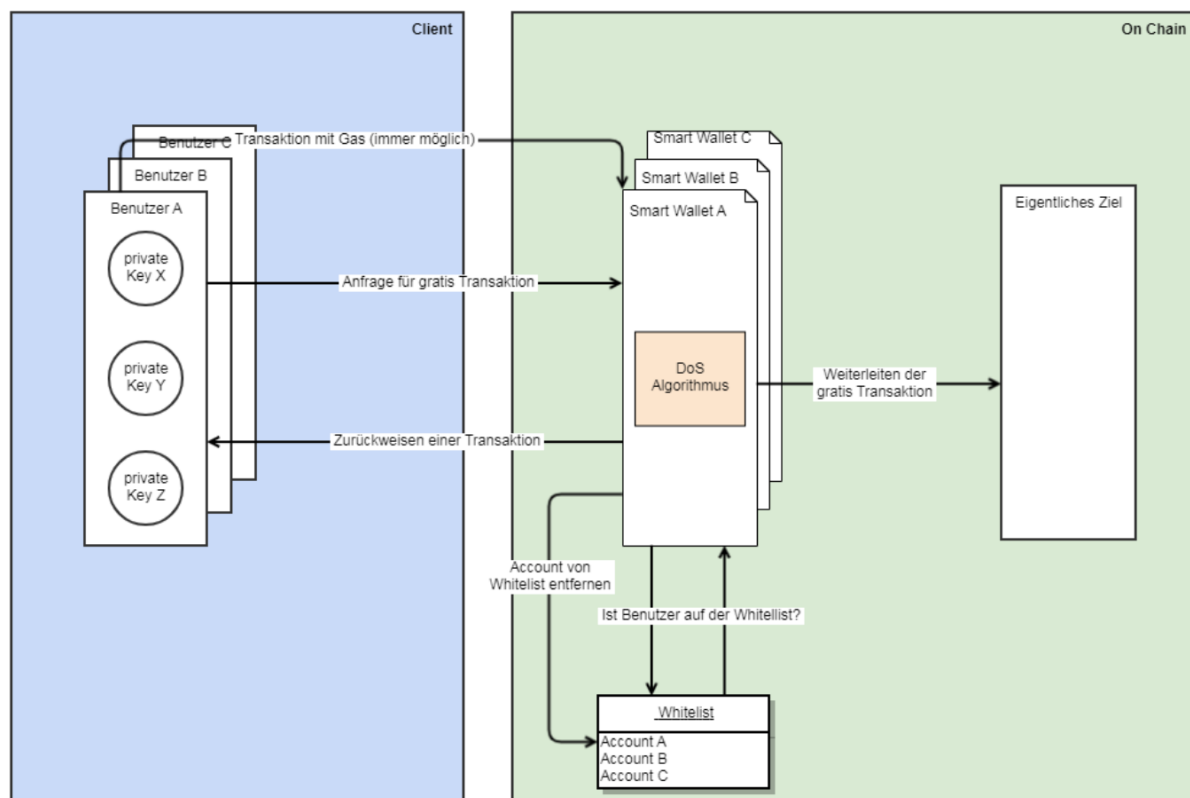 Client
On Chain
Benutzer C
Transaktion mit Gas (immer möglich)
Smart Wallet C
Benutzer B
Smart Wallet B
Benutzer A
Smart Wallet A
Eigentliches Ziel
private
Key X
Anfrage für gratis Transaktion
private
Key Y
DoS
Algorithmus
Weiterleiten der
gratis Transaktion
Zurückweisen einer Transaktion
private
Key Z
Account von
Whitelist entfernen
Ist Benutzer auf der Whitellist?
Whitelist
Account A
Account B
Account C